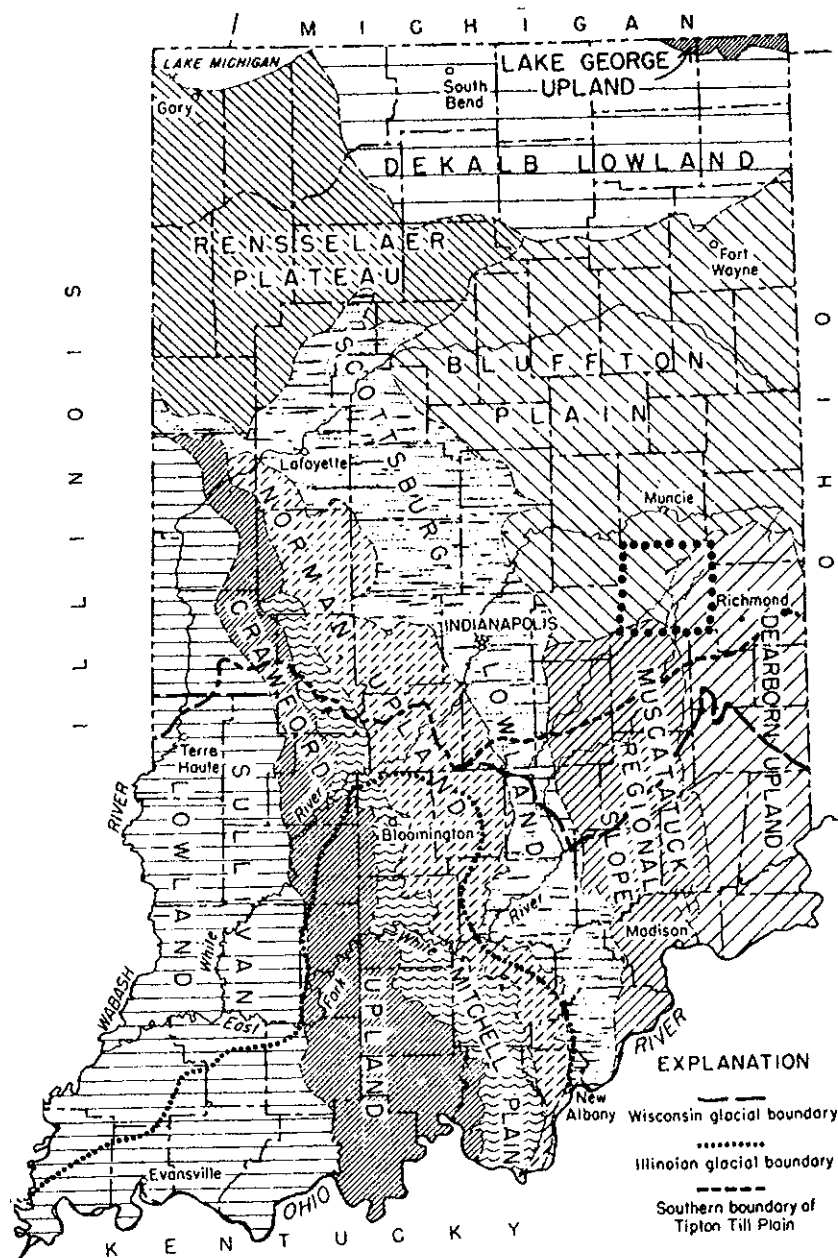 MICHIGAN
LAKE MICHIGAN
Gary
South Bend
LAKE GEORGE UPLAND
DEKALB LOWLAND
RENSSELAER PLATEAU
Fort Wayne
ILLINOIS
OHIO
BLUFFTON PLAIN
SCOTTSBURG LOWLAND
Lafayette
Muncie
NORMAN UPLAND
Richmond
INDIANAPOLIS
CRAWFORD UPLAND
DEARBORN UPLAND
MUSCATATUCK REGIONAL SLOPE
Terre Haute
SULLIVAN LOWLAND
River
Bloomington
River
Madison
WABASH RIVER
White
White
East Fork
MITCHELL PLAIN
RIVER
New Albany
Evansville
OHIO
KENTUCKY
EXPLANATION
Wisconsin glacial boundary
Illinoian glacial boundary
Southern boundary of
Tipton Till Plain